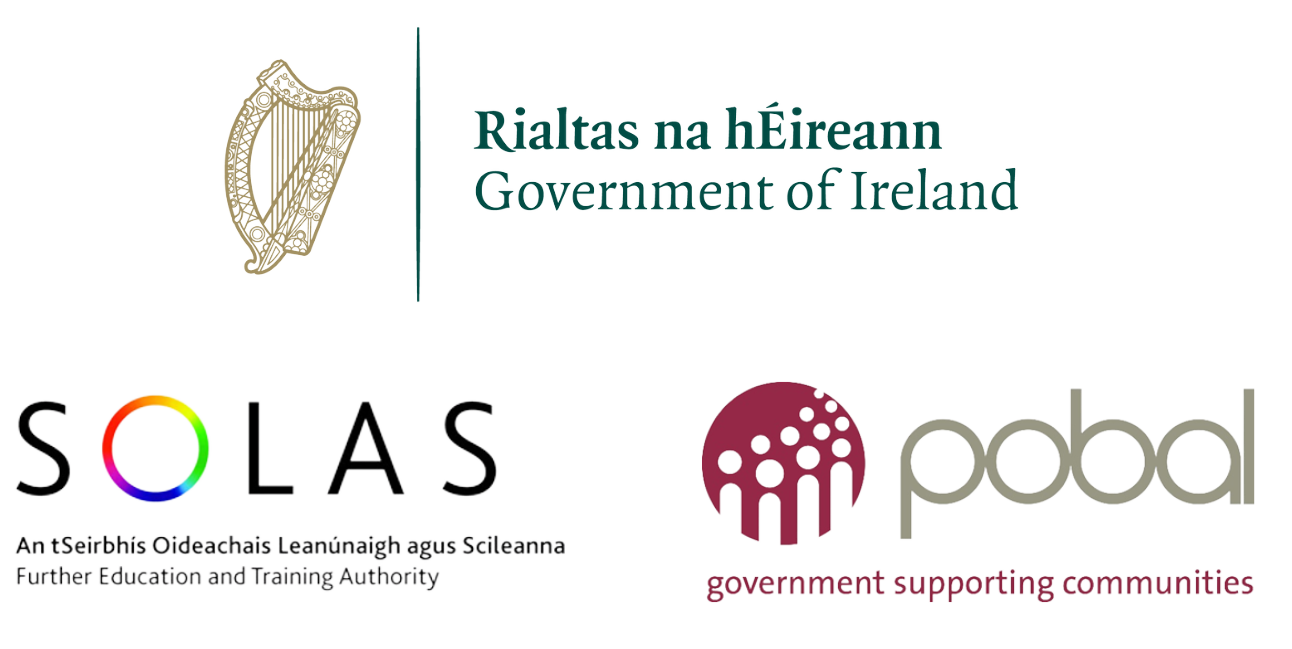 Rialtas na hÉireann
Government of Ireland
SOLAS
An tSeirbhís Oideachais Leanúnaigh agus Scileanna
Further Education and Training Authority
pobal
government supporting communities